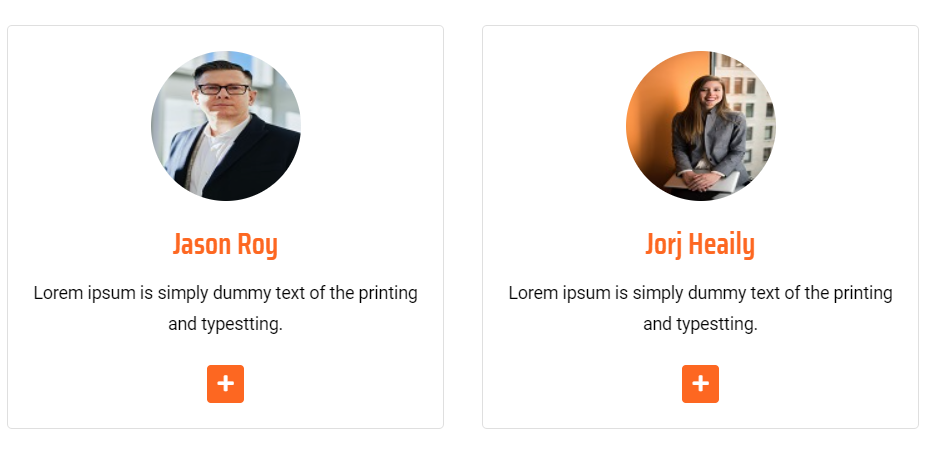 Jason Roy
Lorem ipsum is simply dummy text of the printing
and typestting.
Jorj Heaily
Lorem ipsum is simply dummy text of the printing
and typestting.